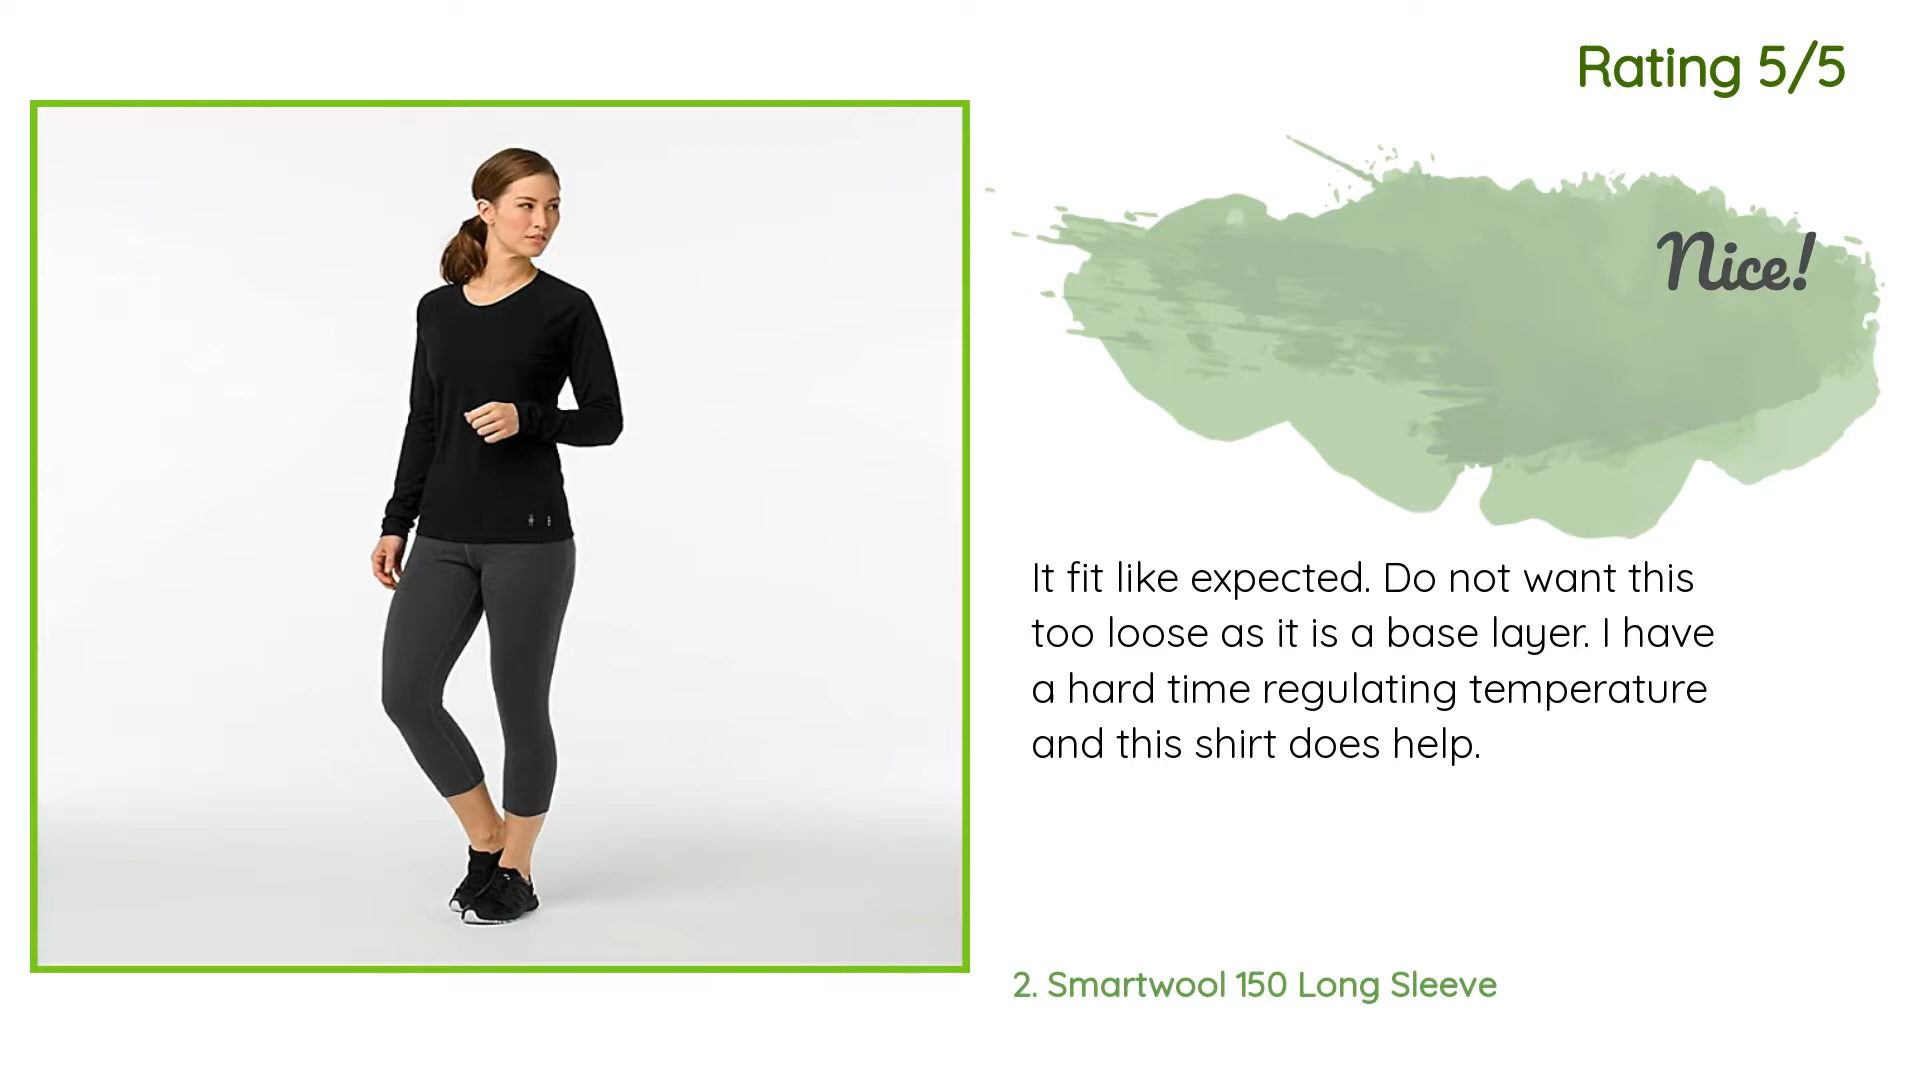 Rating 5/5
Nice!
It fit like expected. Do not want this
too loose as it is a base layer. I have
a hard time regulating temperature
and this shirt does help.
2. Smartwool 150 Long Sleeve